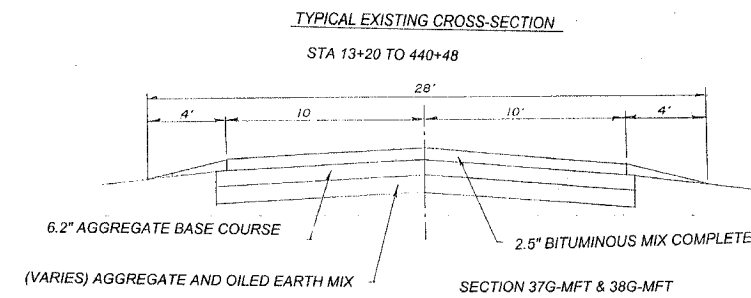 TYPICAL EXISTING CROSS-SECTION
STA 13+20 TO 440+48
28'
4' 10 10' 4'
6.2" AGGREGATE BASE COURSE
2.5" BITUMINOUS MIX COMPLETE
(VARIES) AGGREGATE AND OILED EARTH MIX
SECTION 37G-MFT & 38G-MFT